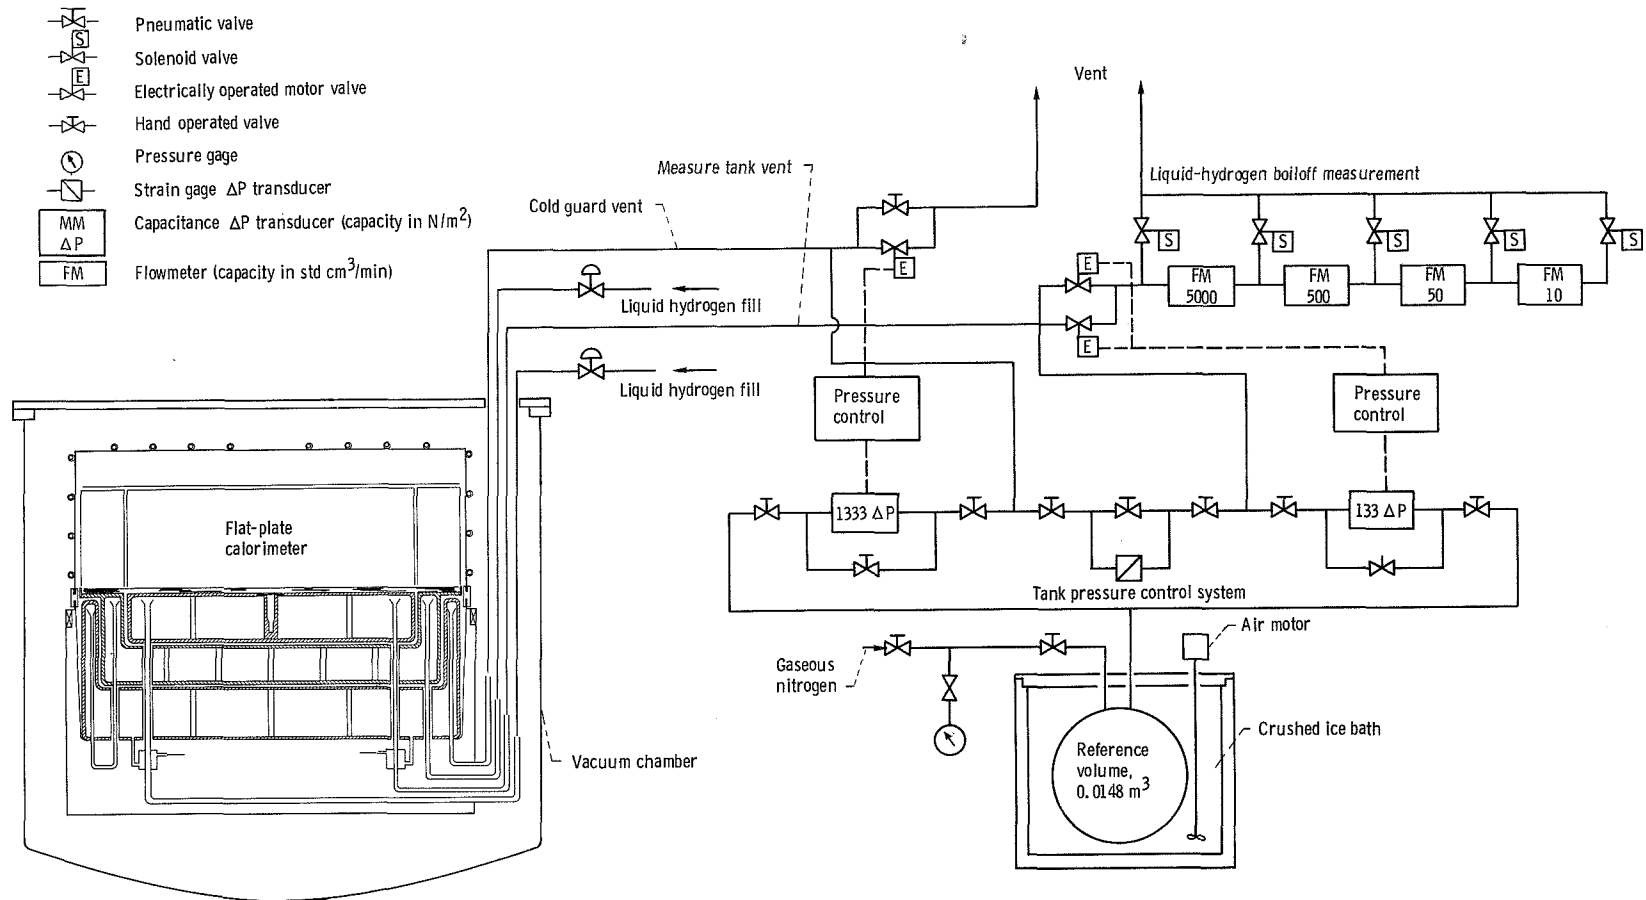 Pneumatic valve
S
Solenoid valve
E
Electrically operated motor valve
Hand operated valve
Pressure gage
Strain gage ΔP transducer
MM
ΔP
Capacitance ΔP transducer (capacity in N/m²)
FM
Flowmeter (capacity in std cm³/min)
Vent
Measure tank vent
Liquid-hydrogen boiloff measurement
Cold guard vent
S
S
S
S
S
E
E
E
FM
5000
FM
500
FM
50
FM
10
Liquid hydrogen fill
Liquid hydrogen fill
Pressure
control
Pressure
control
1333 ΔP
133 ΔP
Flat-plate
calorimeter
Tank pressure control system
Air motor
Gaseous
nitrogen
Crushed ice bath
Vacuum chamber
Reference
volume,
0.0148 m³